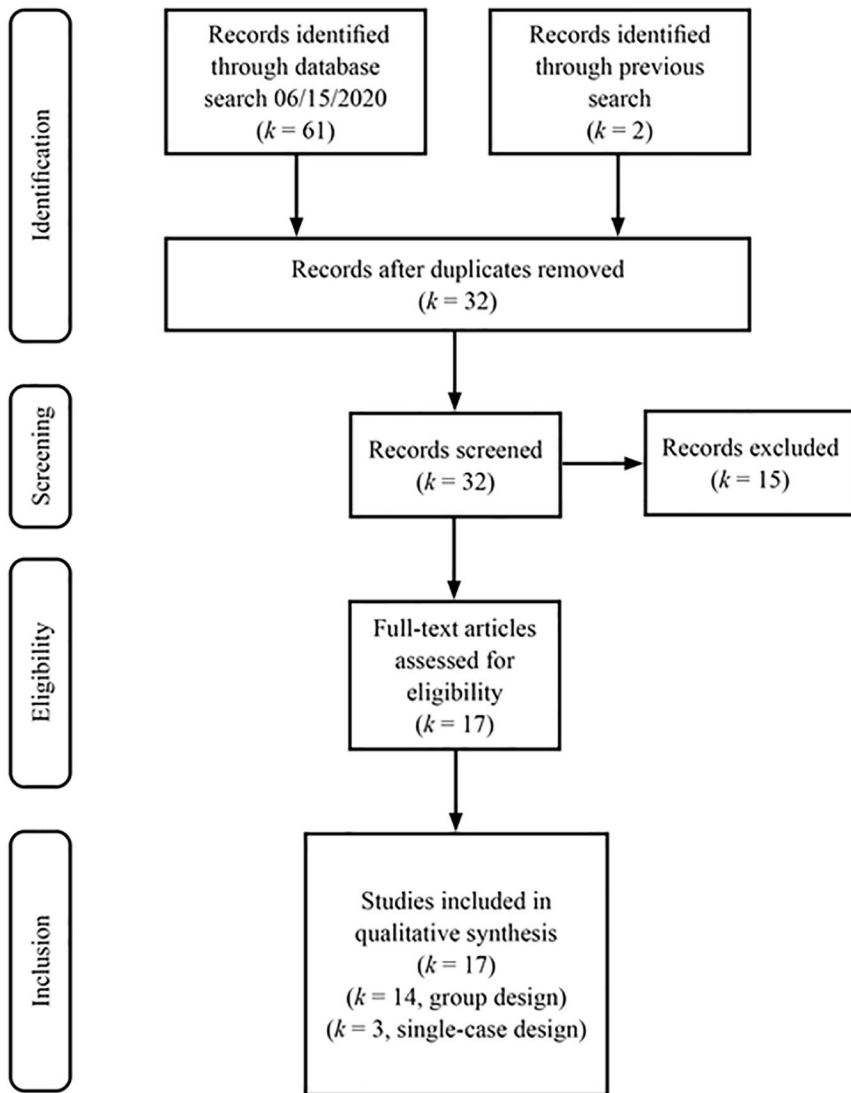 Identification
Records identified
through database
search 06/15/2020
(k = 61)
Records identified
through previous
search
(k = 2)
Records after duplicates removed
(k = 32)
Screening
Records screened
(k = 32)
Records excluded
(k = 15)
Eligibility
Full-text articles
assessed for
eligibility
(k = 17)
Inclusion
Studies included in
qualitative synthesis
(k = 17)
(k = 14, group design)
(k = 3, single-case design)